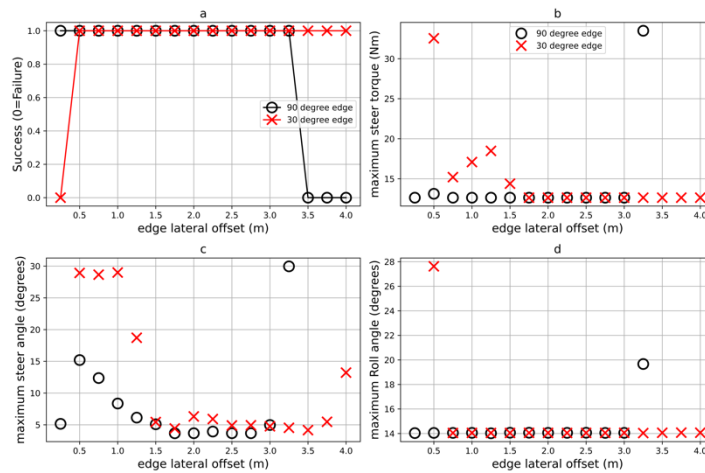 a
Success (0=Failure)
1.0
0.8
0.6
0.4
0.2
0.0
90 degree edge
30 degree edge
0.5 1.0 1.5 2.0 2.5 3.0 3.5 4.0
edge lateral offset (m)
b
maximum steer torque (Nm)
30
25
20
15
90 degree edge
30 degree edge
0.5 1.0 1.5 2.0 2.5 3.0 3.5 4.0
edge lateral offset (m)
c
maximum steer angle (degrees)
30
25
20
15
10
5
0.5 1.0 1.5 2.0 2.5 3.0 3.5 4.0
edge lateral offset (m)
d
maximum Roll angle (degrees)
28
26
24
22
20
18
16
14
0.5 1.0 1.5 2.0 2.5 3.0 3.5 4.0
edge lateral offset (m)